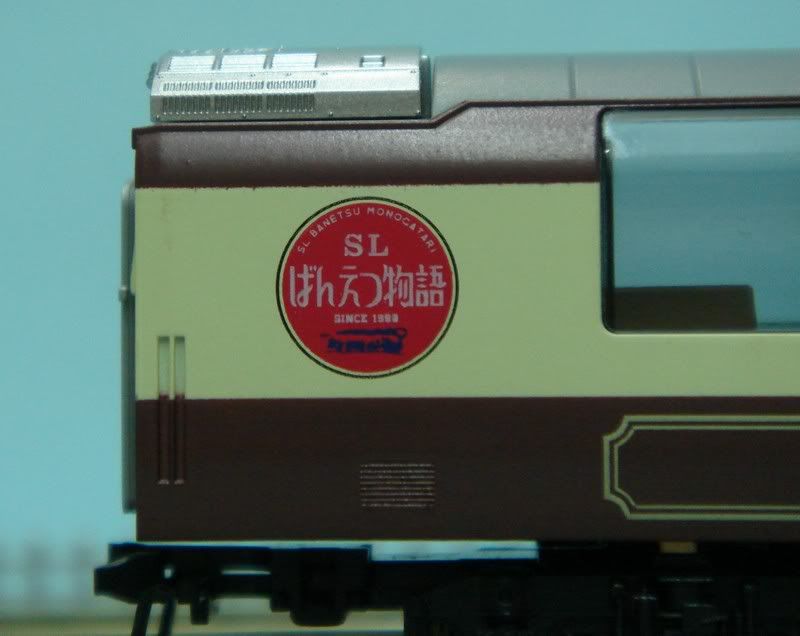 SL BANETSU MONOGATARI
SL
ばんえつ物語
SINCE 1999